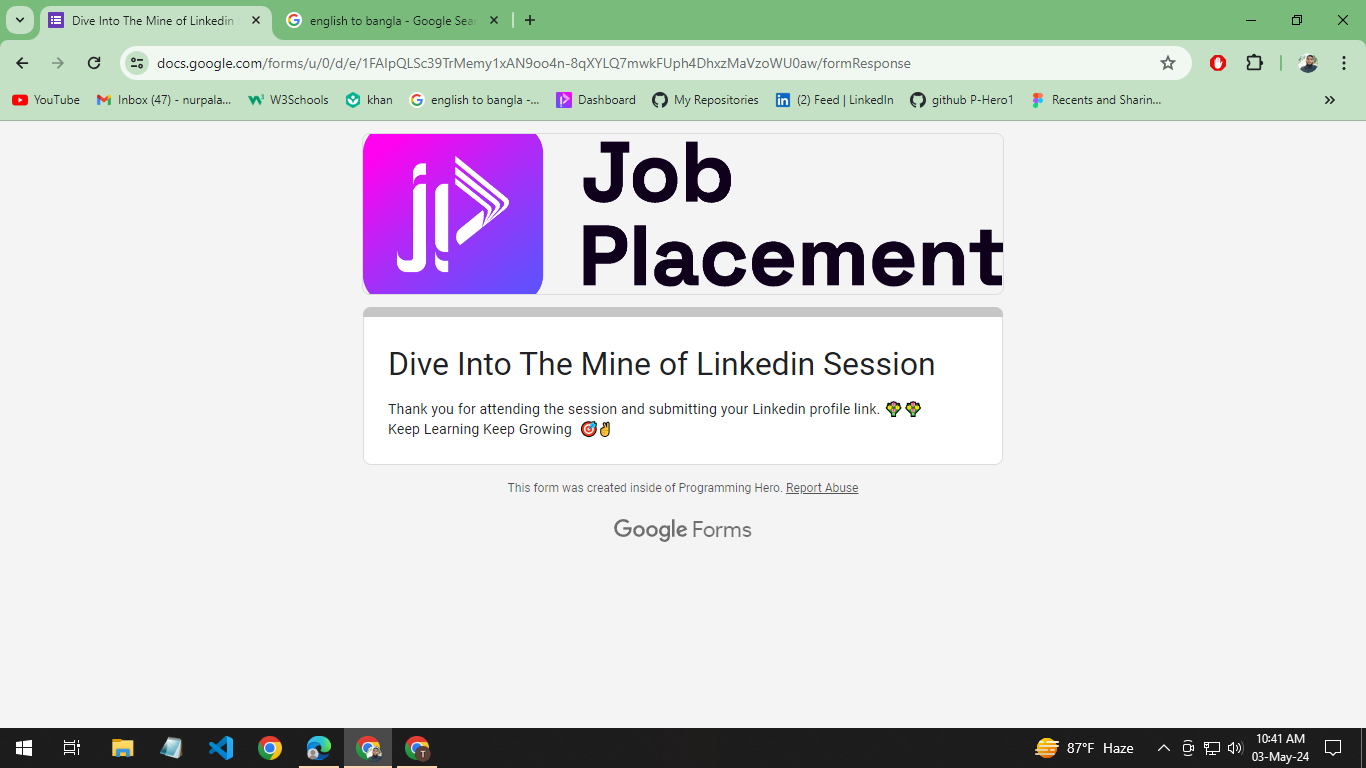 Dive Into The Mine of Linkedin
english to bangla - Google Sear
docs.google.com/forms/u/0/d/e/1FAIpQLSc39TrMemy1xAN9oo4n-8qXYLQ7mwkFUph4DhxzMaVzoWU0aw/formResponse
YouTube
Inbox (47) - nurpala...
W3Schools
khan
english to bangla -...
Dashboard
My Repositories
(2) Feed | LinkedIn
github P-Hero1
Recents and Sharin...
Job
Placement
Dive Into The Mine of Linkedin Session
Thank you for attending the session and submitting your Linkedin profile link. 💐💐
Keep Learning Keep Growing 🎯✌
This form was created inside of Programming Hero. Report Abuse
Google Forms
87°F Haze
10:41 AM
03-May-24